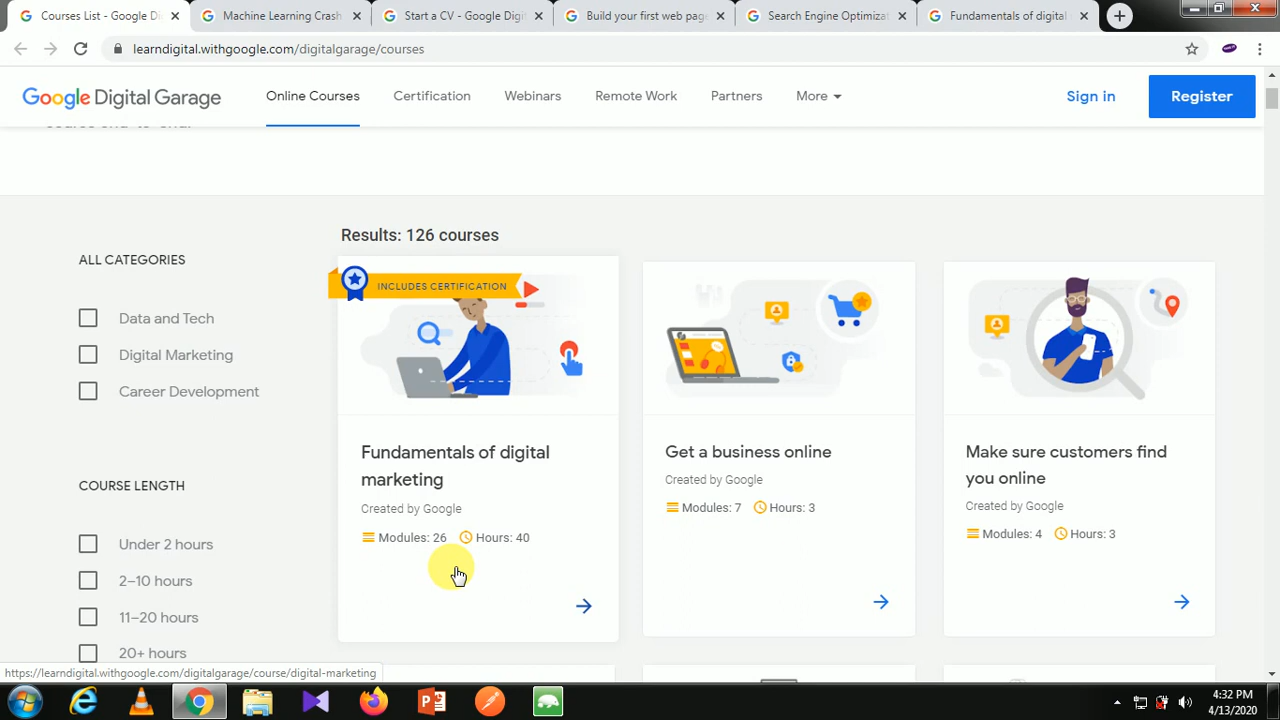 Courses List - Google Di
Machine Learning Crash
Start a CV - Google Digi
Build your first web page
Search Engine Optimizat
Fundamentals of digital
learndigital.withgoogle.com/digitalgarage/courses
Google Digital Garage
Online Courses
Certification
Webinars
Remote Work
Partners
More
Sign in
Register
Results: 126 courses
ALL CATEGORIES
Data and Tech
Digital Marketing
Career Development
COURSE LENGTH
Under 2 hours
2–10 hours
11–20 hours
20+ hours
INCLUDES CERTIFICATION
Fundamentals of digital
marketing
Created by Google
Modules: 26 Hours: 40
Get a business online
Created by Google
Modules: 7 Hours: 3
Make sure customers find
you online
Created by Google
Modules: 4 Hours: 3
https://learndigital.withgoogle.com/digitalgarage/course/digital-marketing
4:32 PM
4/13/2020